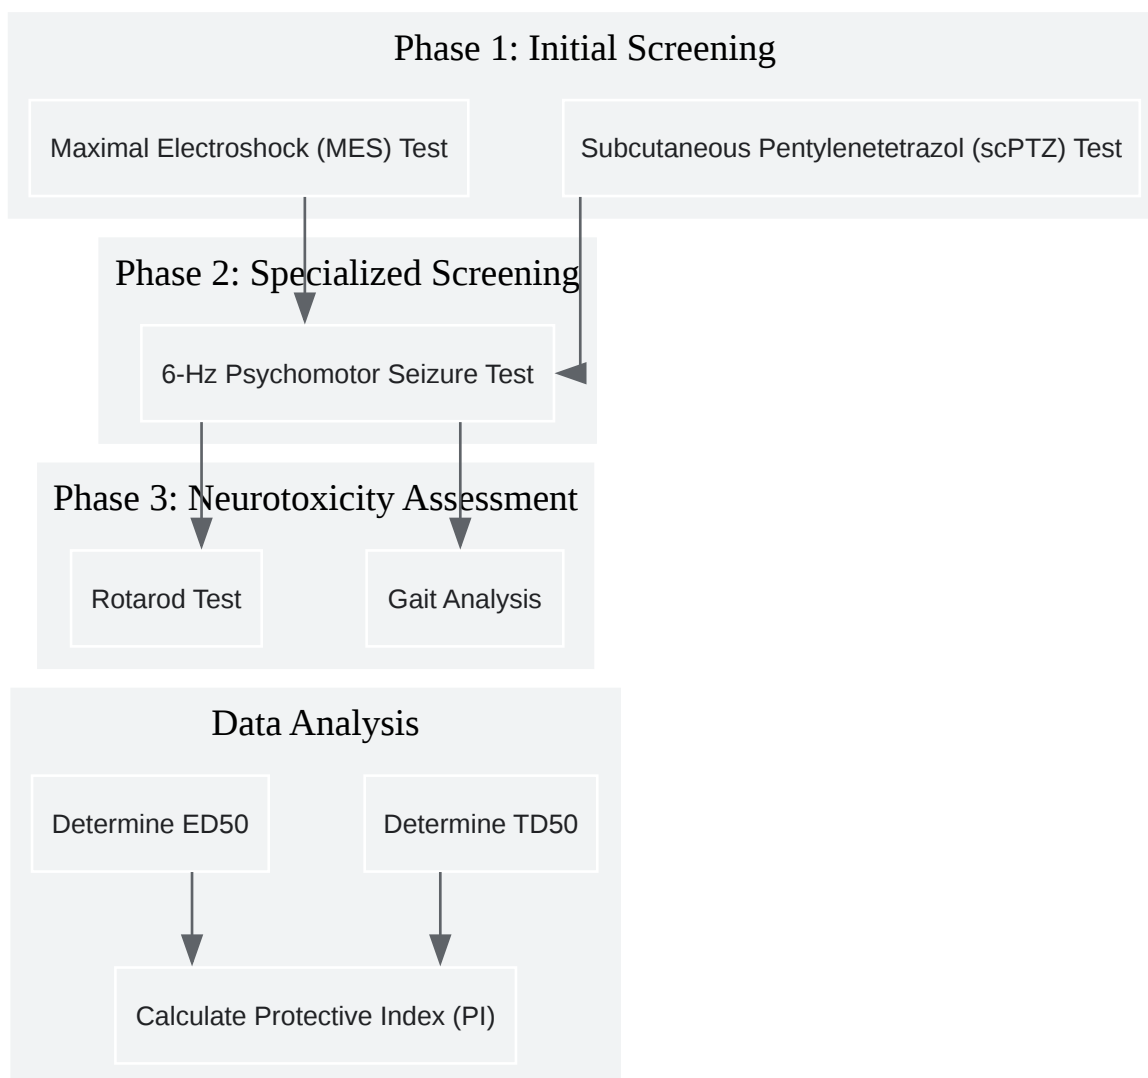 Phase 1: Initial Screening
Maximal Electroshock (MES) Test
Subcutaneous Pentylenetetrazol (scPTZ) Test
Phase 2: Specialized Screening
6-Hz Psychomotor Seizure Test
Phase 3: Neurotoxicity Assessment
Rotarod Test
Gait Analysis
Data Analysis
Determine ED50
Determine TD50
Calculate Protective Index (PI)